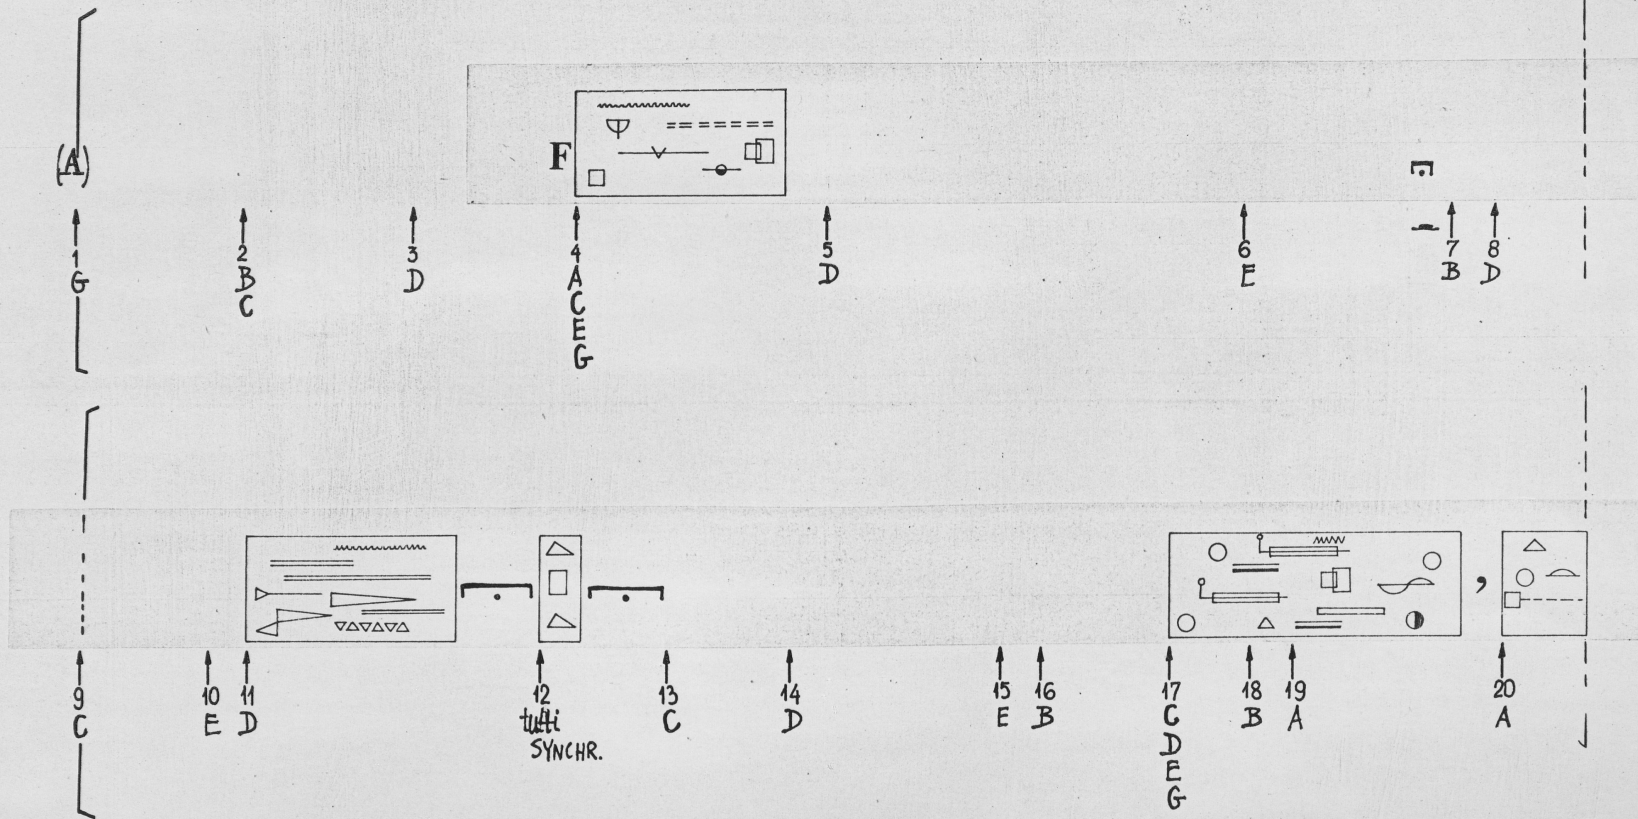 (A)
F
1 2 3 4 5 6 7 8
G B D A D E B D
C C
E
G
,
9 10 11 12 13 14 15 16 17 18 19 20
C E D tutti C D E B C B A A
SYNCHR. D
E
G